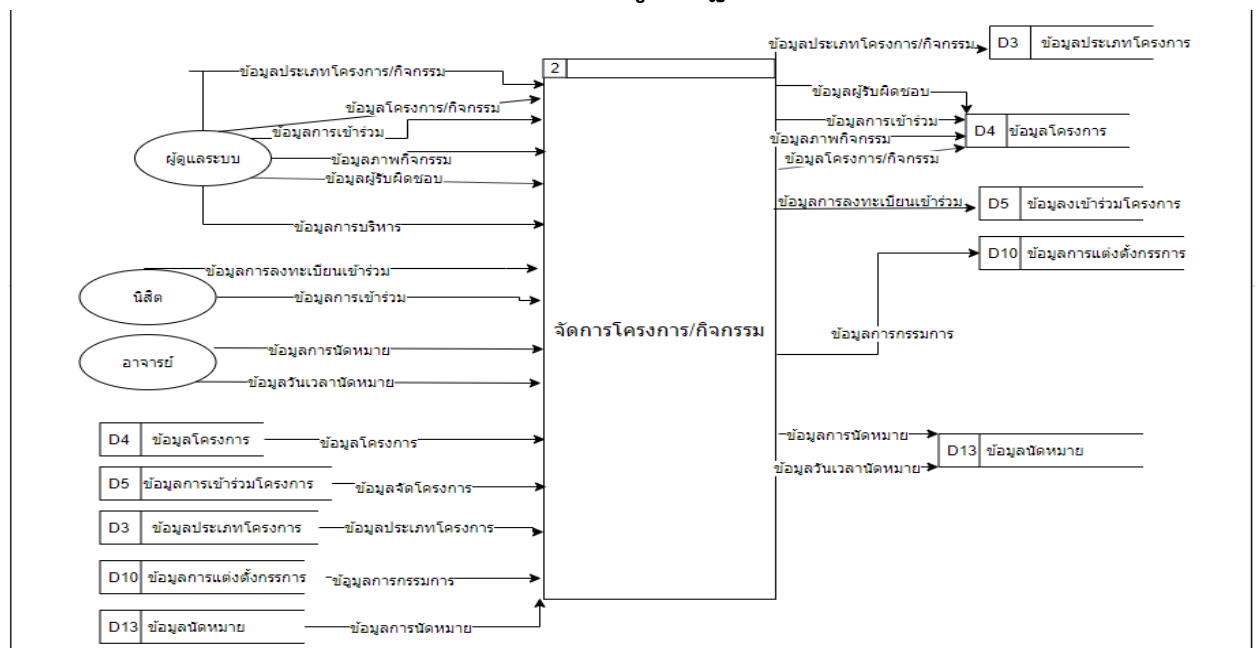 ข้อมูลประเภทโครงการ/กิจกรรม
D3 ข้อมูลประเภทโครงการ
ข้อมูลประเภทโครงการ/กิจกรรม
2
ข้อมูลผู้รับผิดชอบ
ข้อมูลโครงการ/กิจกรรม
ข้อมูลการเข้าร่วม
ข้อมูลการเข้าร่วม
D4 ข้อมูลโครงการ
ข้อมูลภาพกิจกรรม
ผู้ดูแลระบบ
ข้อมูลภาพกิจกรรม
ข้อมูลโครงการ/กิจกรรม
ข้อมูลผู้รับผิดชอบ
ข้อมูลการลงทะเบียนเข้าร่วม
D5 ข้อมูลงเข้าร่วมโครงการ
ข้อมูลการบริหาร
D10 ข้อมูลการแต่งตั้งกรรการ
ข้อมูลการลงทะเบียนเข้าร่วม
นิสิต
ข้อมูลการเข้าร่วม
จัดการโครงการ/กิจกรรม
ข้อมูลการกรรมการ
ข้อมูลการนัดหมาย
อาจารย์
ข้อมูลวันเวลานัดหมาย
D4 ข้อมูลโครงการ
ข้อมูลโครงการ
ข้อมูลการนัดหมาย
D13 ข้อมูลนัดหมาย
ข้อมูลวันเวลานัดหมาย
D5 ข้อมูลการเข้าร่วมโครงการ
ข้อมูลจัดโครงการ
D3 ข้อมูลประเภทโครงการ
ข้อมูลประเภทโครงการ
D10 ข้อมูลการแต่งตั้งกรรการ
ข้อมูลการกรรมการ
D13 ข้อมูลนัดหมาย
ข้อมูลการนัดหมาย